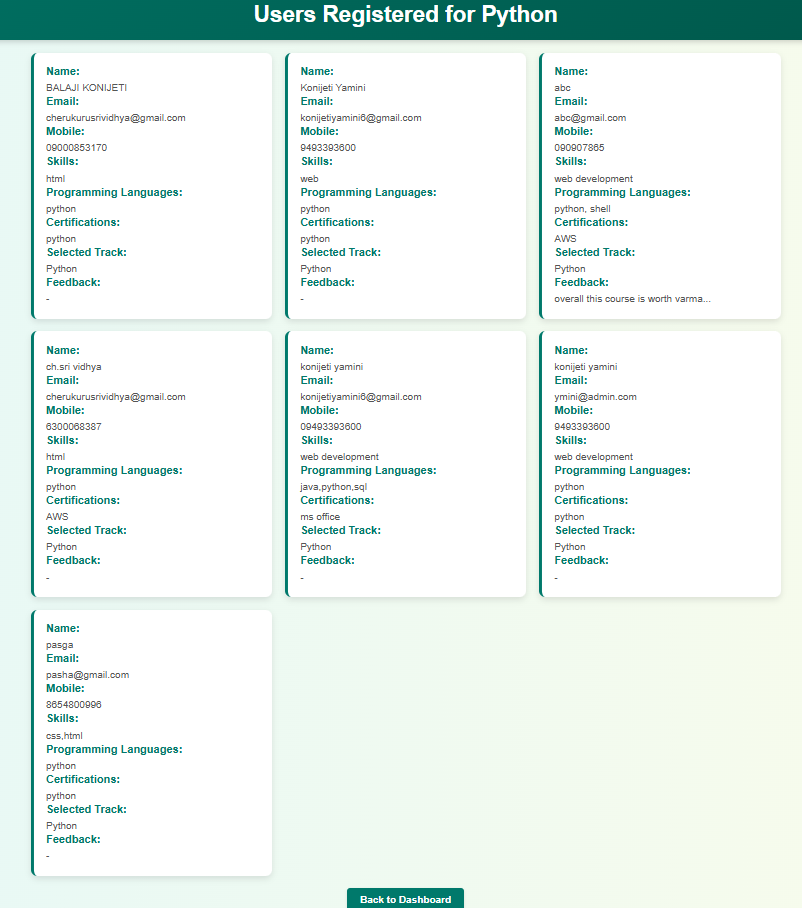 Users Registered for Python
Name:
BALAJI KONIJETI
Email:
cherukurusrividhya@gmail.com
Mobile:
09000853170
Skills:
html
Programming Languages:
python
Certifications:
python
Selected Track:
Python
Feedback:
-
Name:
Konijeti Yamini
Email:
konijetiyamini6@gmail.com
Mobile:
9493393600
Skills:
web
Programming Languages:
python
Certifications:
python
Selected Track:
Python
Feedback:
-
Name:
abc
Email:
abc@gmail.com
Mobile:
090907865
Skills:
web development
Programming Languages:
python, shell
Certifications:
AWS
Selected Track:
Python
Feedback:
overall this course is worth varma...
Name:
ch.sri vidhya
Email:
cherukurusrividhya@gmail.com
Mobile:
6300068387
Skills:
html
Programming Languages:
python
Certifications:
AWS
Selected Track:
Python
Feedback:
-
Name:
konijeti yamini
Email:
konijetiyamini6@gmail.com
Mobile:
09493393600
Skills:
web development
Programming Languages:
java,python,sql
Certifications:
ms office
Selected Track:
Python
Feedback:
-
Name:
konijeti yamini
Email:
ymini@admin.com
Mobile:
9493393600
Skills:
web development
Programming Languages:
python
Certifications:
python
Selected Track:
Python
Feedback:
-
Name:
pasga
Email:
pasha@gmail.com
Mobile:
8654800996
Skills:
css,html
Programming Languages:
python
Certifications:
python
Selected Track:
Python
Feedback:
-
Back to Dashboard